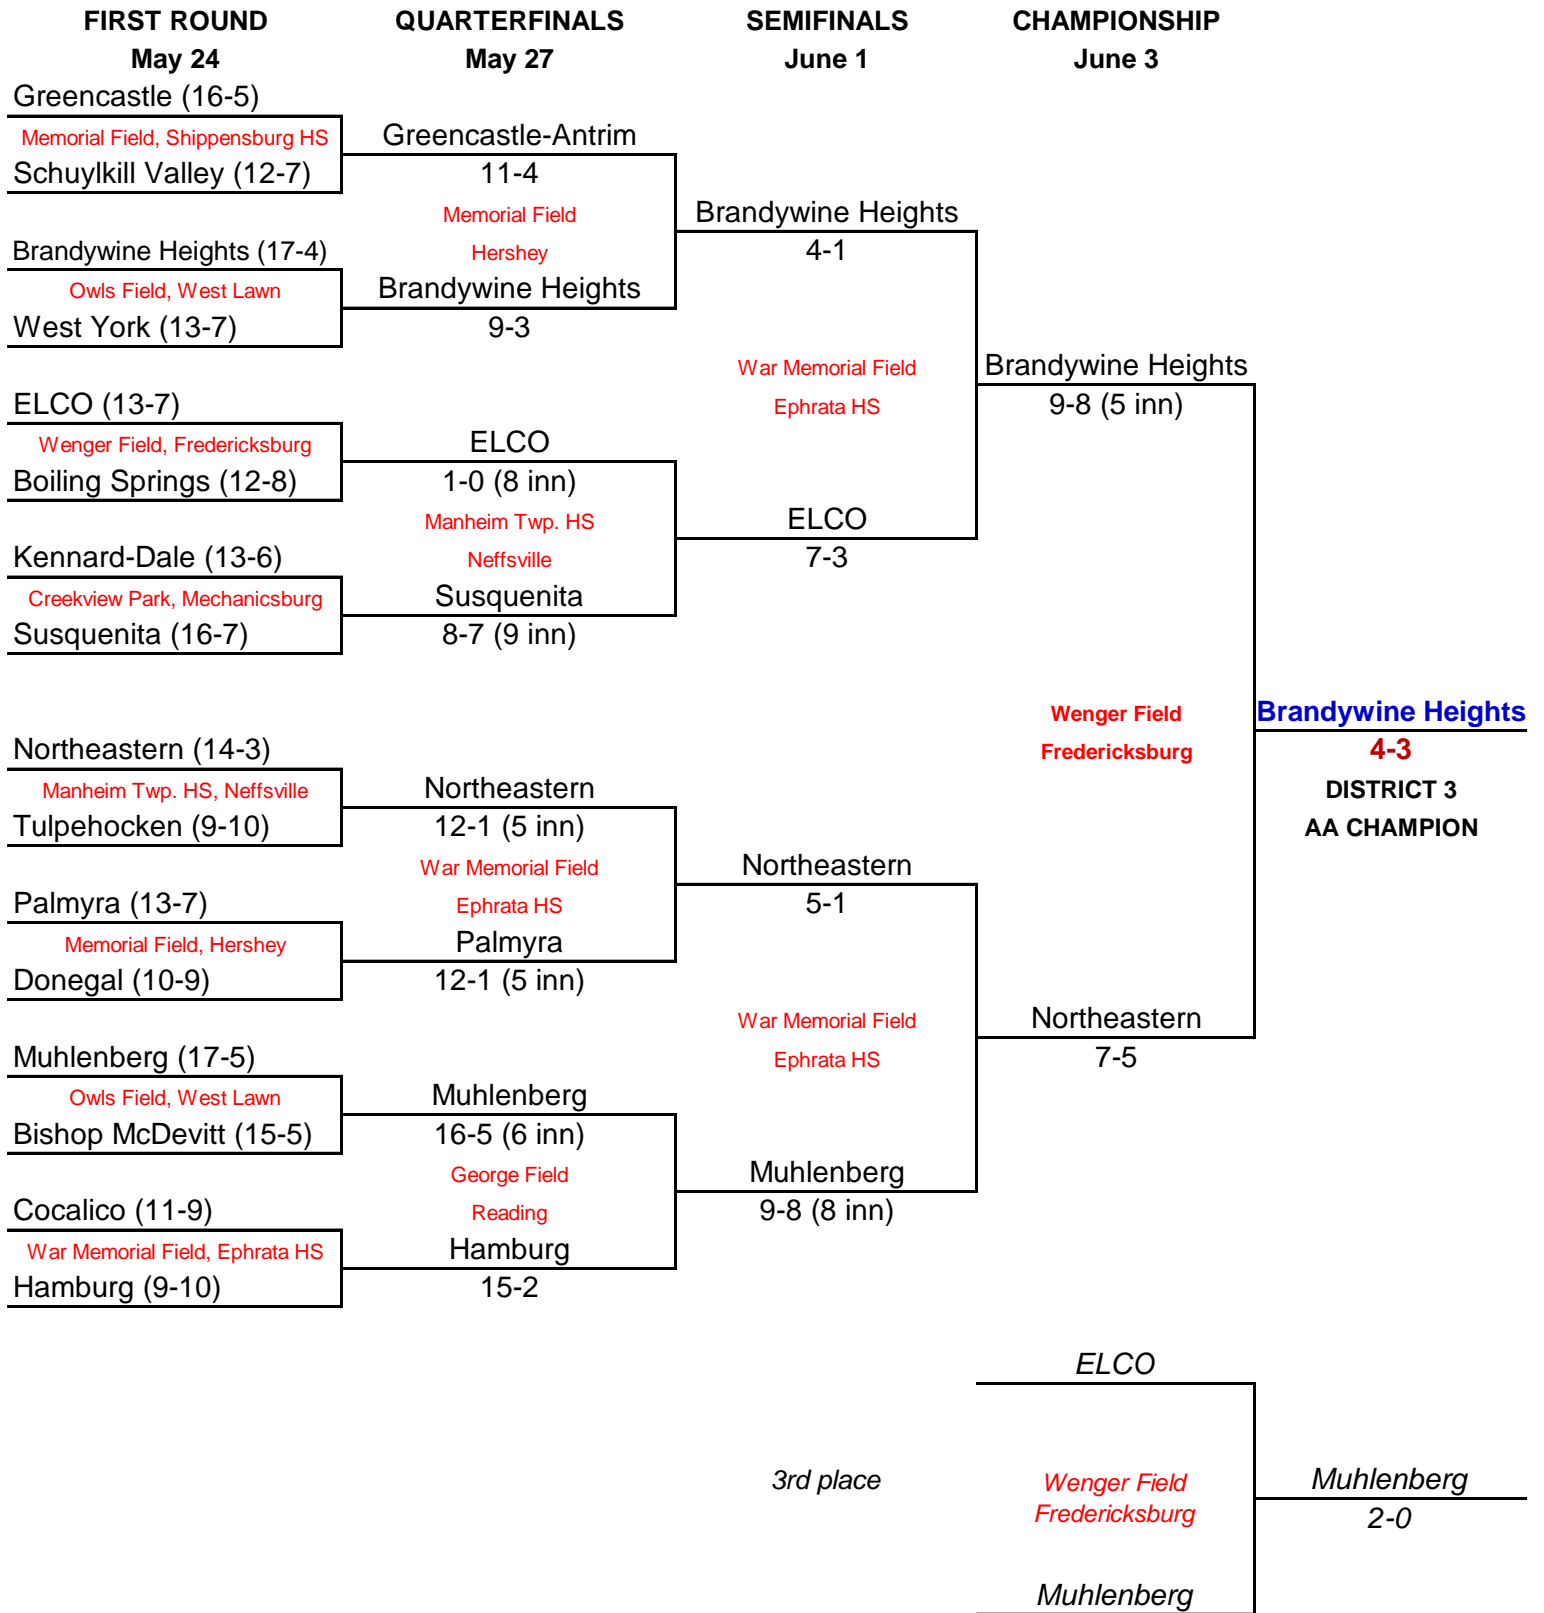 FIRST ROUND QUARTERFINALS SEMIFINALS CHAMPIONSHIP
May 24 May 27 June 1 June 3
Greencastle (16-5)
Memorial Field, Shippensburg HS
Greencastle-Antrim
Schuylkill Valley (12-7)
11-4
Memorial Field
Brandywine Heights
Brandywine Heights (17-4)
Hershey
4-1
Owls Field, West Lawn
Brandywine Heights
West York (13-7)
9-3
War Memorial Field
Brandywine Heights
ELCO (13-7)
Ephrata HS
9-8 (5 inn)
Wenger Field, Fredericksburg
ELCO
Boiling Springs (12-8)
1-0 (8 inn)
Manheim Twp. HS
ELCO
Kennard-Dale (13-6)
Neffsville
7-3
Creekview Park, Mechanicsburg
Susquenita
Susquenita (16-7)
8-7 (9 inn)
Wenger Field
Brandywine Heights
Northeastern (14-3)
Fredericksburg
4-3
Manheim Twp. HS, Neffsville
Northeastern
DISTRICT 3
Tulpehocken (9-10)
12-1 (5 inn)
AA CHAMPION
War Memorial Field
Northeastern
Palmyra (13-7)
Ephrata HS
5-1
Memorial Field, Hershey
Palmyra
Donegal (10-9)
12-1 (5 inn)
War Memorial Field
Northeastern
Muhlenberg (17-5)
Ephrata HS
7-5
Owls Field, West Lawn
Muhlenberg
Bishop McDevitt (15-5)
16-5 (6 inn)
George Field
Muhlenberg
Cocalico (11-9)
Reading
9-8 (8 inn)
War Memorial Field, Ephrata HS
Hamburg
Hamburg (9-10)
15-2
ELCO
3rd place
Wenger Field
Muhlenberg
Fredericksburg
2-0
Muhlenberg